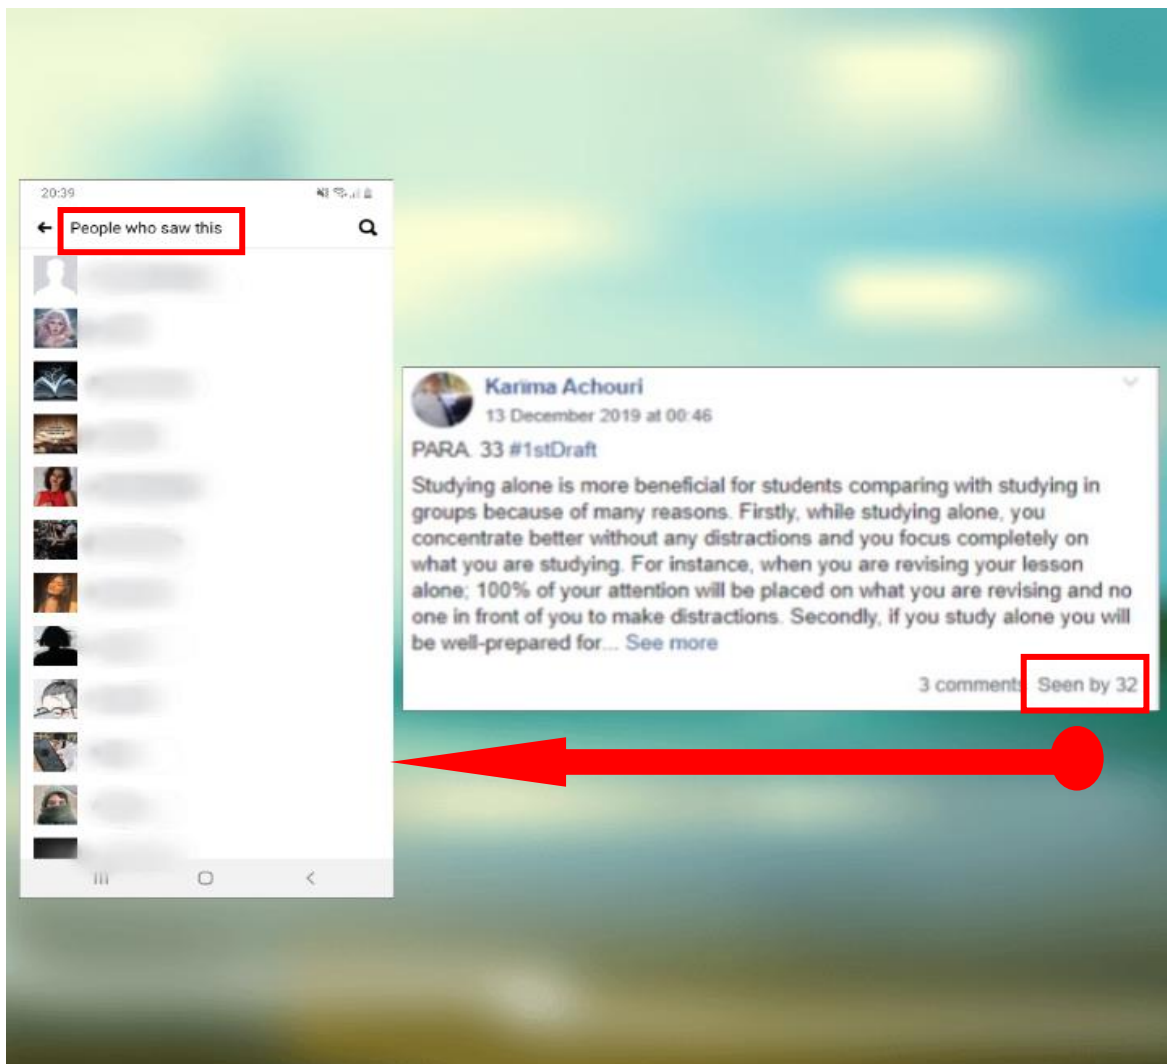 20:39
People who saw this
Karima Achouri
13 December 2019 at 00:46
PARA. 33 #1stDraft
Studying alone is more beneficial for students comparing with studying in
groups because of many reasons. Firstly, while studying alone, you
concentrate better without any distractions and you focus completely on
what you are studying. For instance, when you are revising your lesson
alone; 100% of your attention will be placed on what you are revising and no
one in front of you to make distractions. Secondly, if you study alone you will
be well-prepared for... See more
3 comments Seen by 32